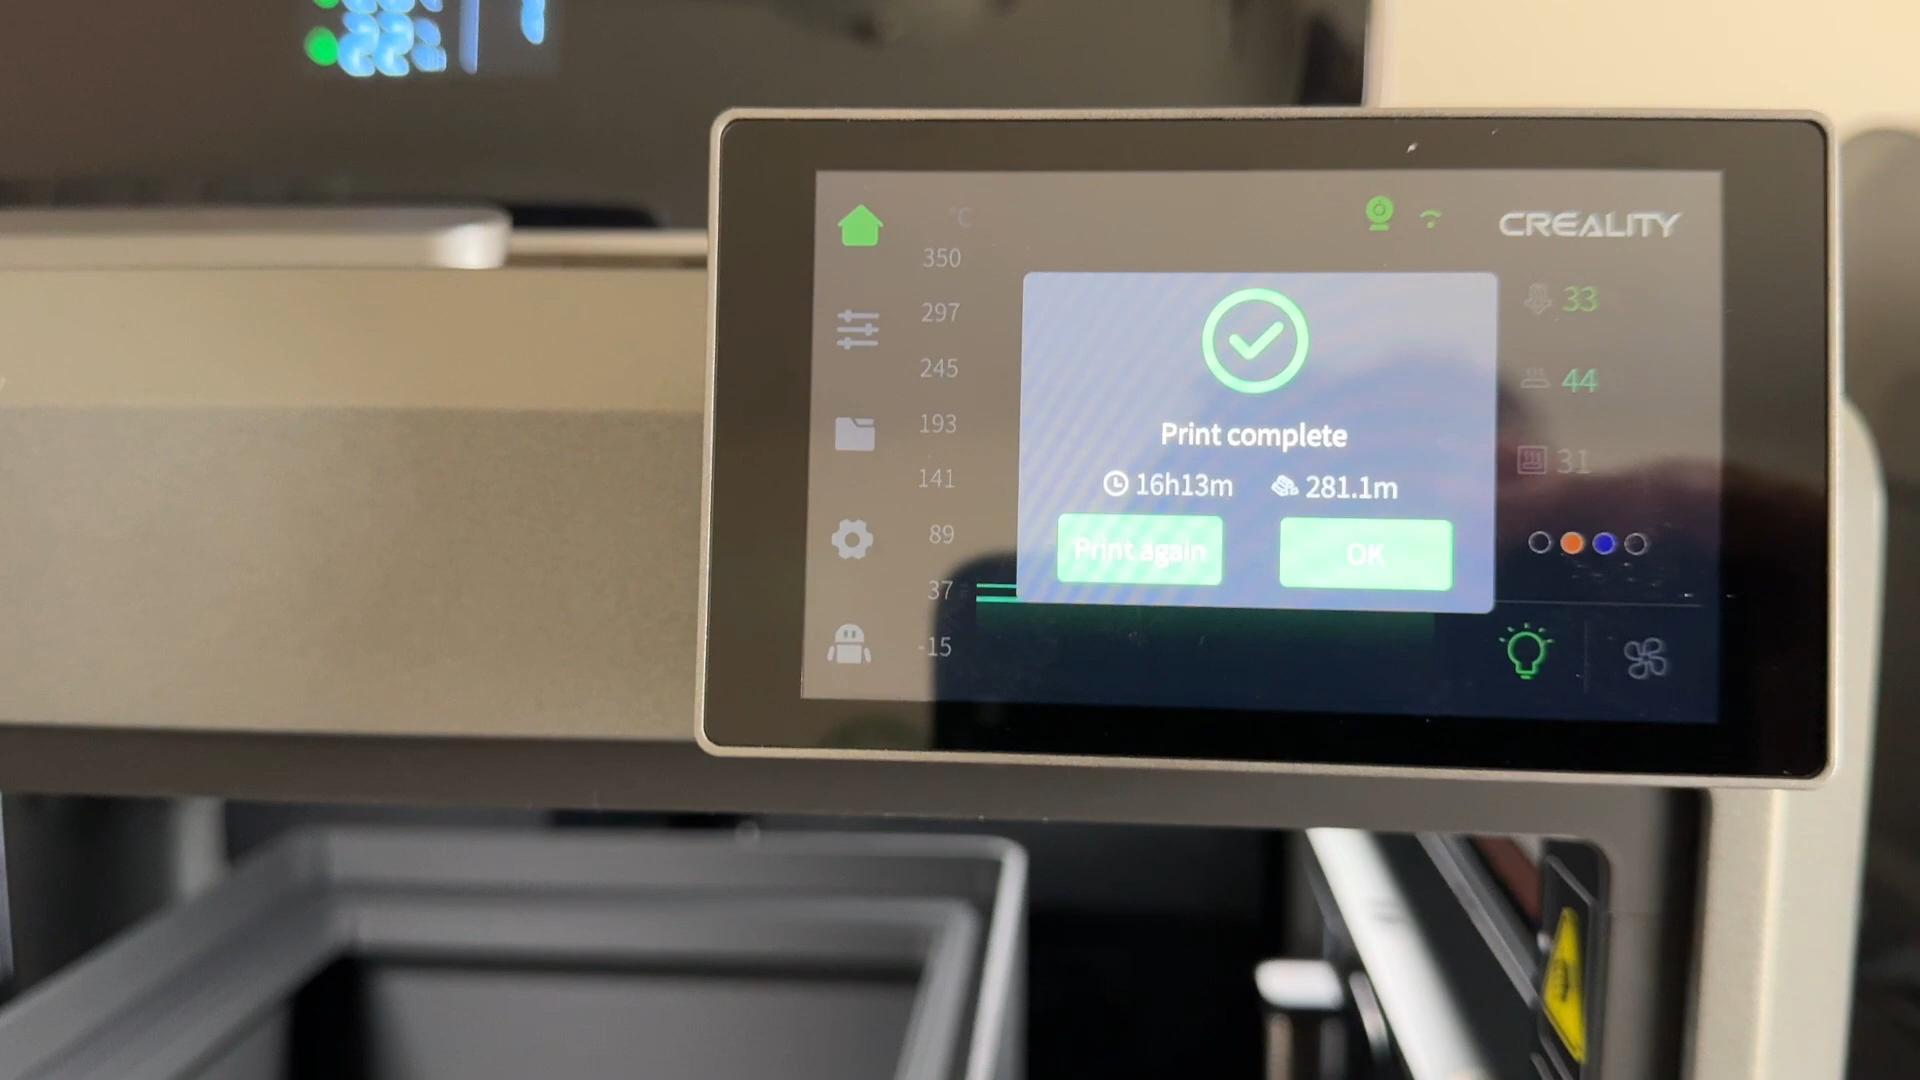 °C
CREALITY
350
297
245
193
141
89
37
-15
33
44
31
Print complete
16h13m 281.1m
Print again OK